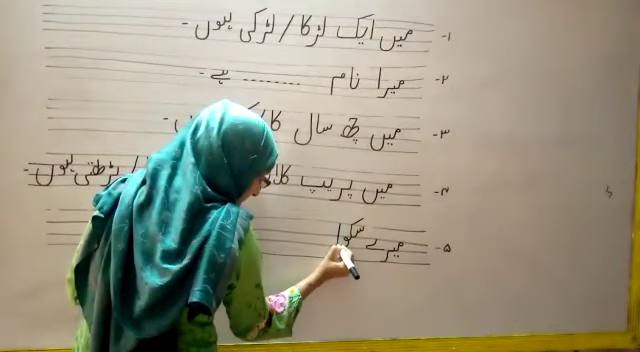 ۱- میں ایک لڑکا / لڑکی ہوں -
۲- میرا نام ......... ہے -
۳- میں چھ سال کا
۴- میں پریپ / پڑھتی ہوں -
۵- میرے سکو